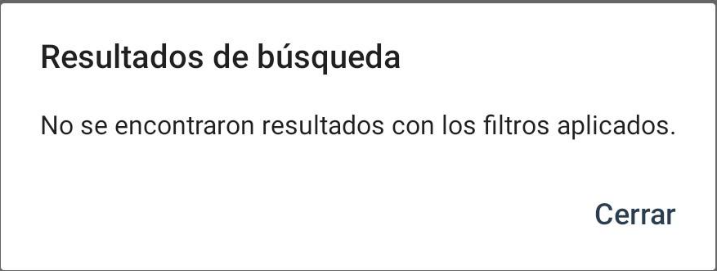 Resultados de búsqueda
No se encontraron resultados con los filtros aplicados.
Cerrar